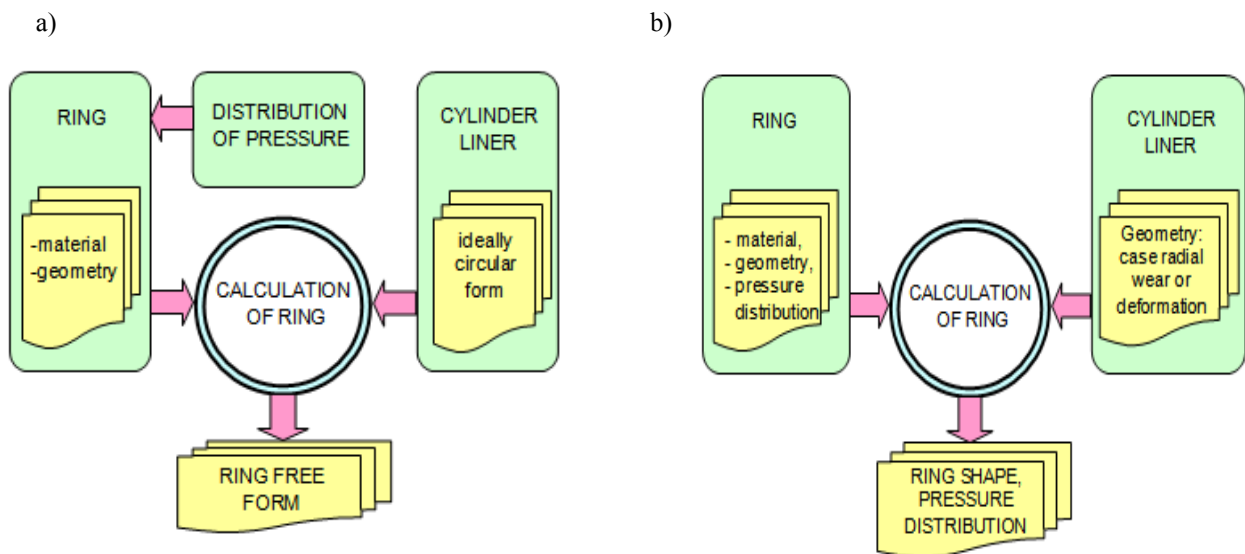 a)
RING
-material
-geometry
DISTRIBUTION
OF PRESSURE
CYLINDER
LINER
ideally
circular
form
CALCULATION
OF RING
RING FREE
FORM
b)
RING
- material,
- geometry,
- pressure
distribution
CYLINDER
LINER
Geometry:
case radial
wear or
deformation
CALCULATION
OF RING
RING SHAPE,
PRESSURE
DISTRIBUTION